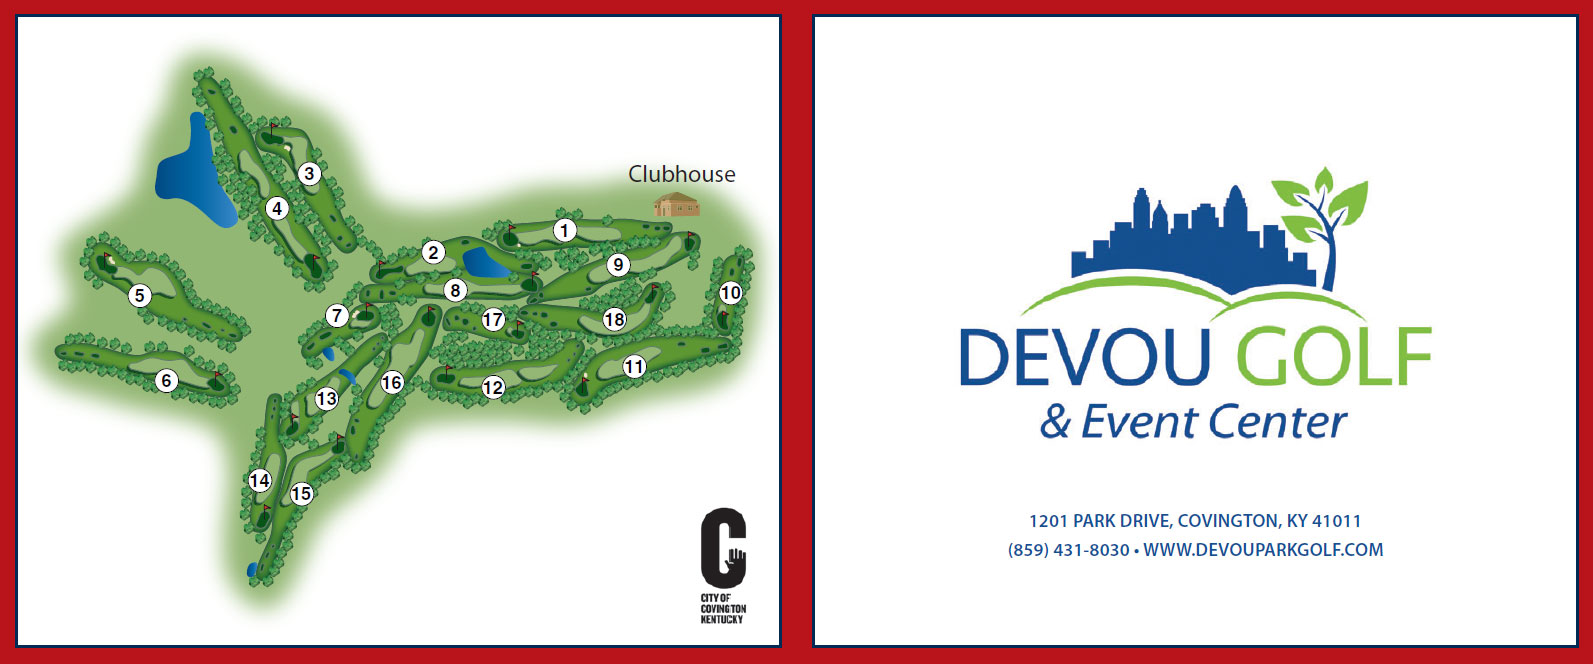 Clubhouse
3
4
1
2
9
5
8
10
7
17
18
11
6
16
12
13
14
15
CITY OF
COVINGTON
KENTUCKY
DEVOU GOLF
& Event Center
1201 PARK DRIVE, COVINGTON, KY 41011
(859) 431-8030 • WWW.DEVOUPARKGOLF.COM